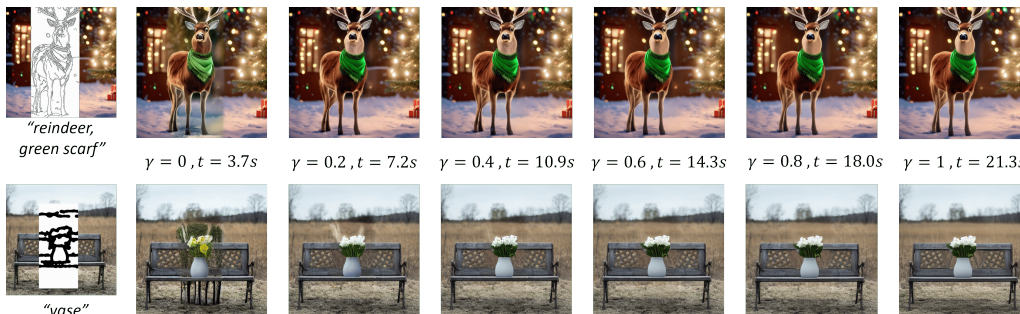 “reindeer,
green scarf”
γ = 0 , t = 3.7s
γ = 0.2 , t = 7.2s
γ = 0.4 , t = 10.9s
γ = 0.6 , t = 14.3s
γ = 0.8 , t = 18.0s
γ = 1 , t = 21.3s
“vase”